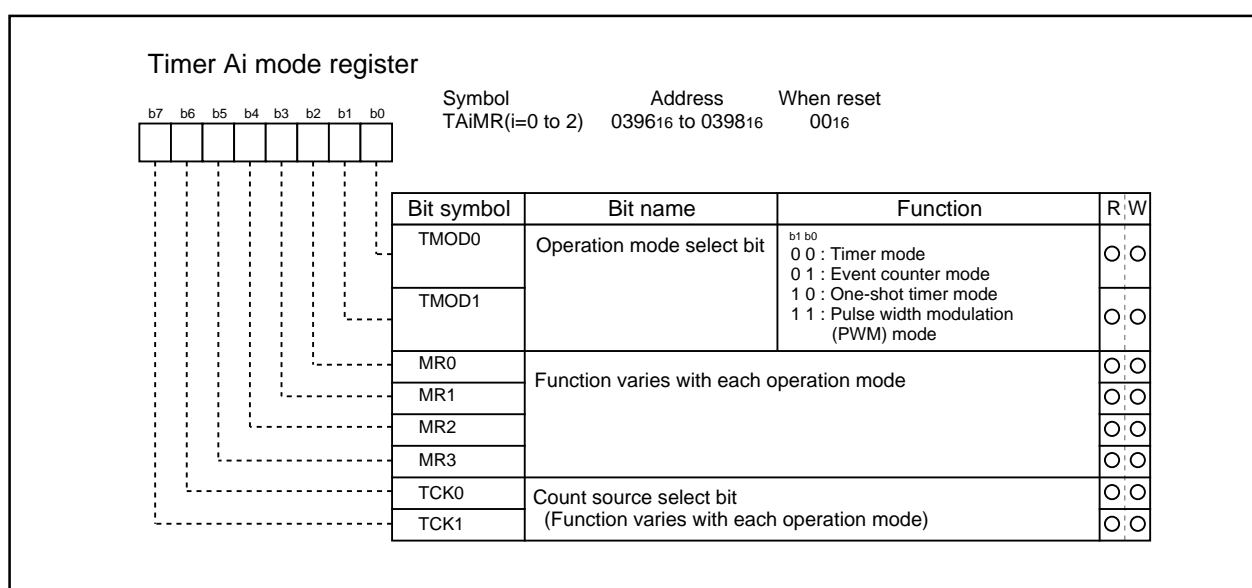 Timer Ai mode register
Symbol Address When reset
TAiMR(i=0 to 2) 039616 to 039816 0016
b7 b6 b5 b4 b3 b2 b1 b0
Bit symbol Bit name Function R W
TMOD0 Operation mode select bit b1 b0
0 0 : Timer mode
0 1 : Event counter mode
TMOD1 1 0 : One-shot timer mode
1 1 : Pulse width modulation
(PWM) mode
MR0 Function varies with each operation mode
MR1
MR2
MR3
TCK0 Count source select bit
TCK1 (Function varies with each operation mode)